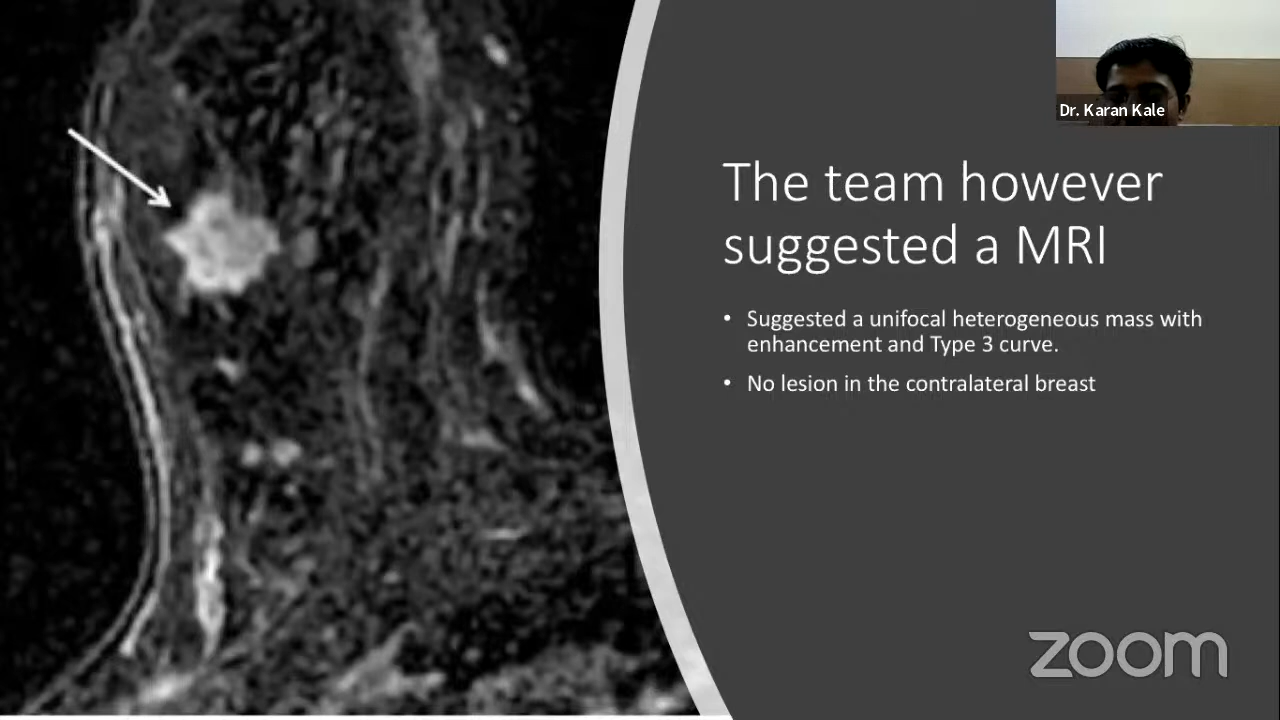 Dr. Karan Kale
The team however
suggested a MRI
• Suggested a unifocal heterogeneous mass with
enhancement and Type 3 curve.
• No lesion in the contralateral breast
zoom